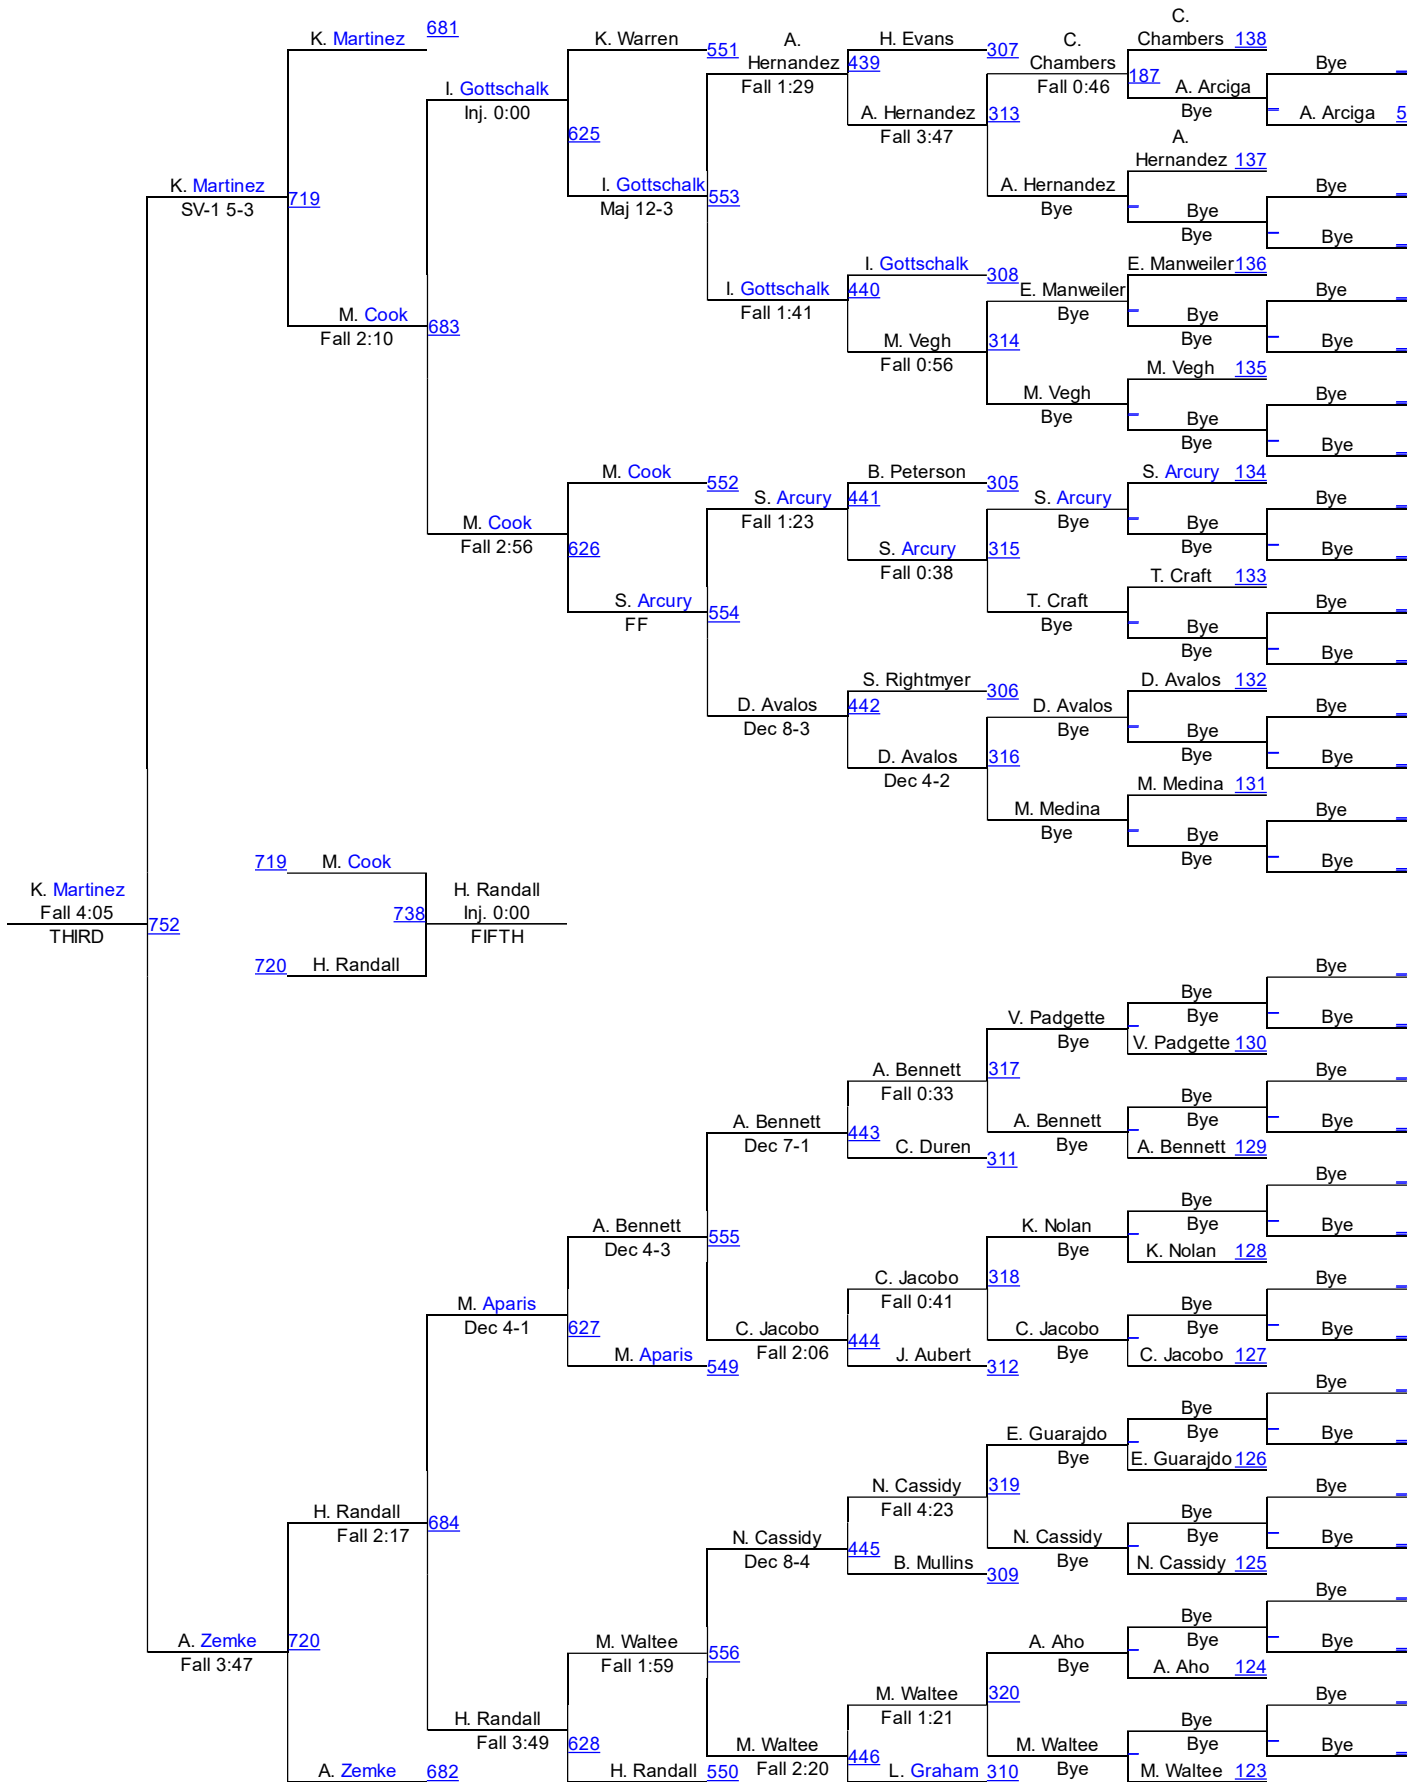 C.
K. Martinez 681 K. Warren 551 A. H. Evans 307 C. Chambers 138 Bye
Hernandez 439 Chambers
I. Gottschalk Fall 1:29 Fall 0:46 187 A. Arciga
Inj. 0:00 A. Hernandez 313 Bye A. Arciga 5
625 Fall 3:47 A.
Hernandez 137
K. Martinez 719 I. Gottschalk 553 A. Hernandez Bye
SV-1 5-3 Maj 12-3 Bye Bye
Bye Bye
I. Gottschalk 308 E. Manweiler 136
I. Gottschalk 440 E. Manweiler Bye
Fall 1:41 Bye Bye
M. Cook 683 M. Vegh 314 Bye Bye
Fall 2:10 Fall 0:56 M. Vegh 135
M. Vegh Bye
Bye Bye
Bye Bye
M. Cook 552 B. Peterson 305 S. Arcury 134
S. Arcury 441 S. Arcury Bye
M. Cook Fall 1:23 Bye Bye
Fall 2:56 626 S. Arcury 315 Bye Bye
Fall 0:38 T. Craft 133
S. Arcury 554 T. Craft Bye
FF Bye Bye
Bye Bye
S. Rightmyer 306 D. Avalos 132
D. Avalos 442 D. Avalos Bye
Dec 8-3 Bye Bye
D. Avalos 316 Bye Bye
Dec 4-2 M. Medina 131
M. Medina Bye
Bye Bye
719 M. Cook Bye Bye
K. Martinez H. Randall
Fall 4:05 752 738 Inj. 0:00
THIRD FIFTH
720 H. Randall Bye
Bye
V. Padgette Bye Bye
Bye V. Padgette 130
A. Bennett 317 Bye
Fall 0:33 Bye
A. Bennett 443 A. Bennett Bye Bye
Dec 7-1 C. Duren 311 Bye A. Bennett 129
Bye
Bye
A. Bennett 555 K. Nolan Bye Bye
Dec 4-3 Bye K. Nolan 128
C. Jacobo 318 Bye
M. Aparis Fall 0:41 Bye
Dec 4-1 627 C. Jacobo 444 C. Jacobo Bye Bye
M. Aparis 549 Fall 2:06 J. Aubert 312 Bye C. Jacobo 127
Bye
Bye
E. Guarajdo Bye Bye
Bye E. Guarajdo 126
N. Cassidy 319 Bye
H. Randall 684 Fall 4:23 Bye
Fall 2:17 N. Cassidy 445 N. Cassidy Bye Bye
Dec 8-4 B. Mullins 309 Bye N. Cassidy 125
Bye
Bye
A. Zemke 720 M. Waltee 556 A. Aho Bye Bye
Fall 3:47 Fall 1:59 Bye A. Aho 124
M. Waltee 320 Bye
H. Randall Fall 1:21 Bye
Fall 3:49 628 M. Waltee 446 M. Waltee Bye Bye
A. Zemke 682 H. Randall 550 Fall 2:20 L. Graham 310 Bye M. Waltee 123